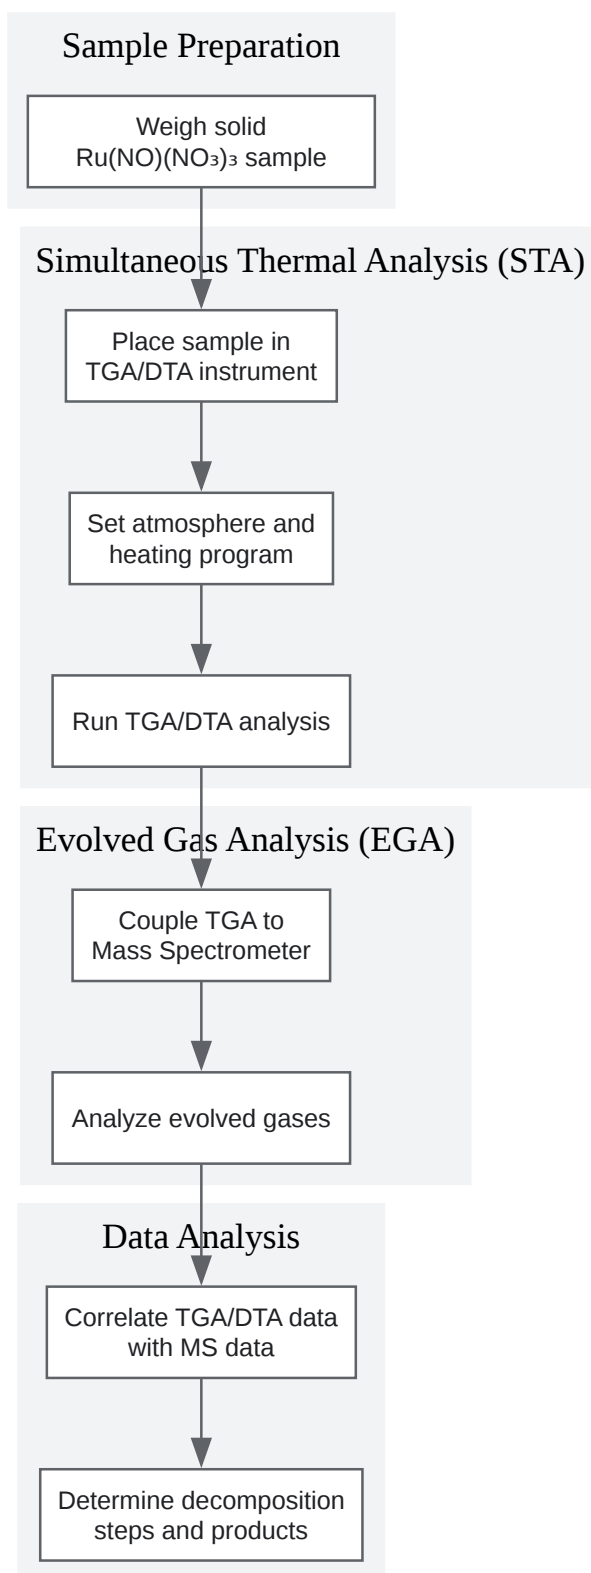 Sample Preparation
Weigh solid
Ru(NO)(NO₃)₃ sample
Simultaneous Thermal Analysis (STA)
Place sample in
TGA/DTA instrument
Set atmosphere and
heating program
Run TGA/DTA analysis
Evolved Gas Analysis (EGA)
Couple TGA to
Mass Spectrometer
Analyze evolved gases
Data Analysis
Correlate TGA/DTA data
with MS data
Determine decomposition
steps and products